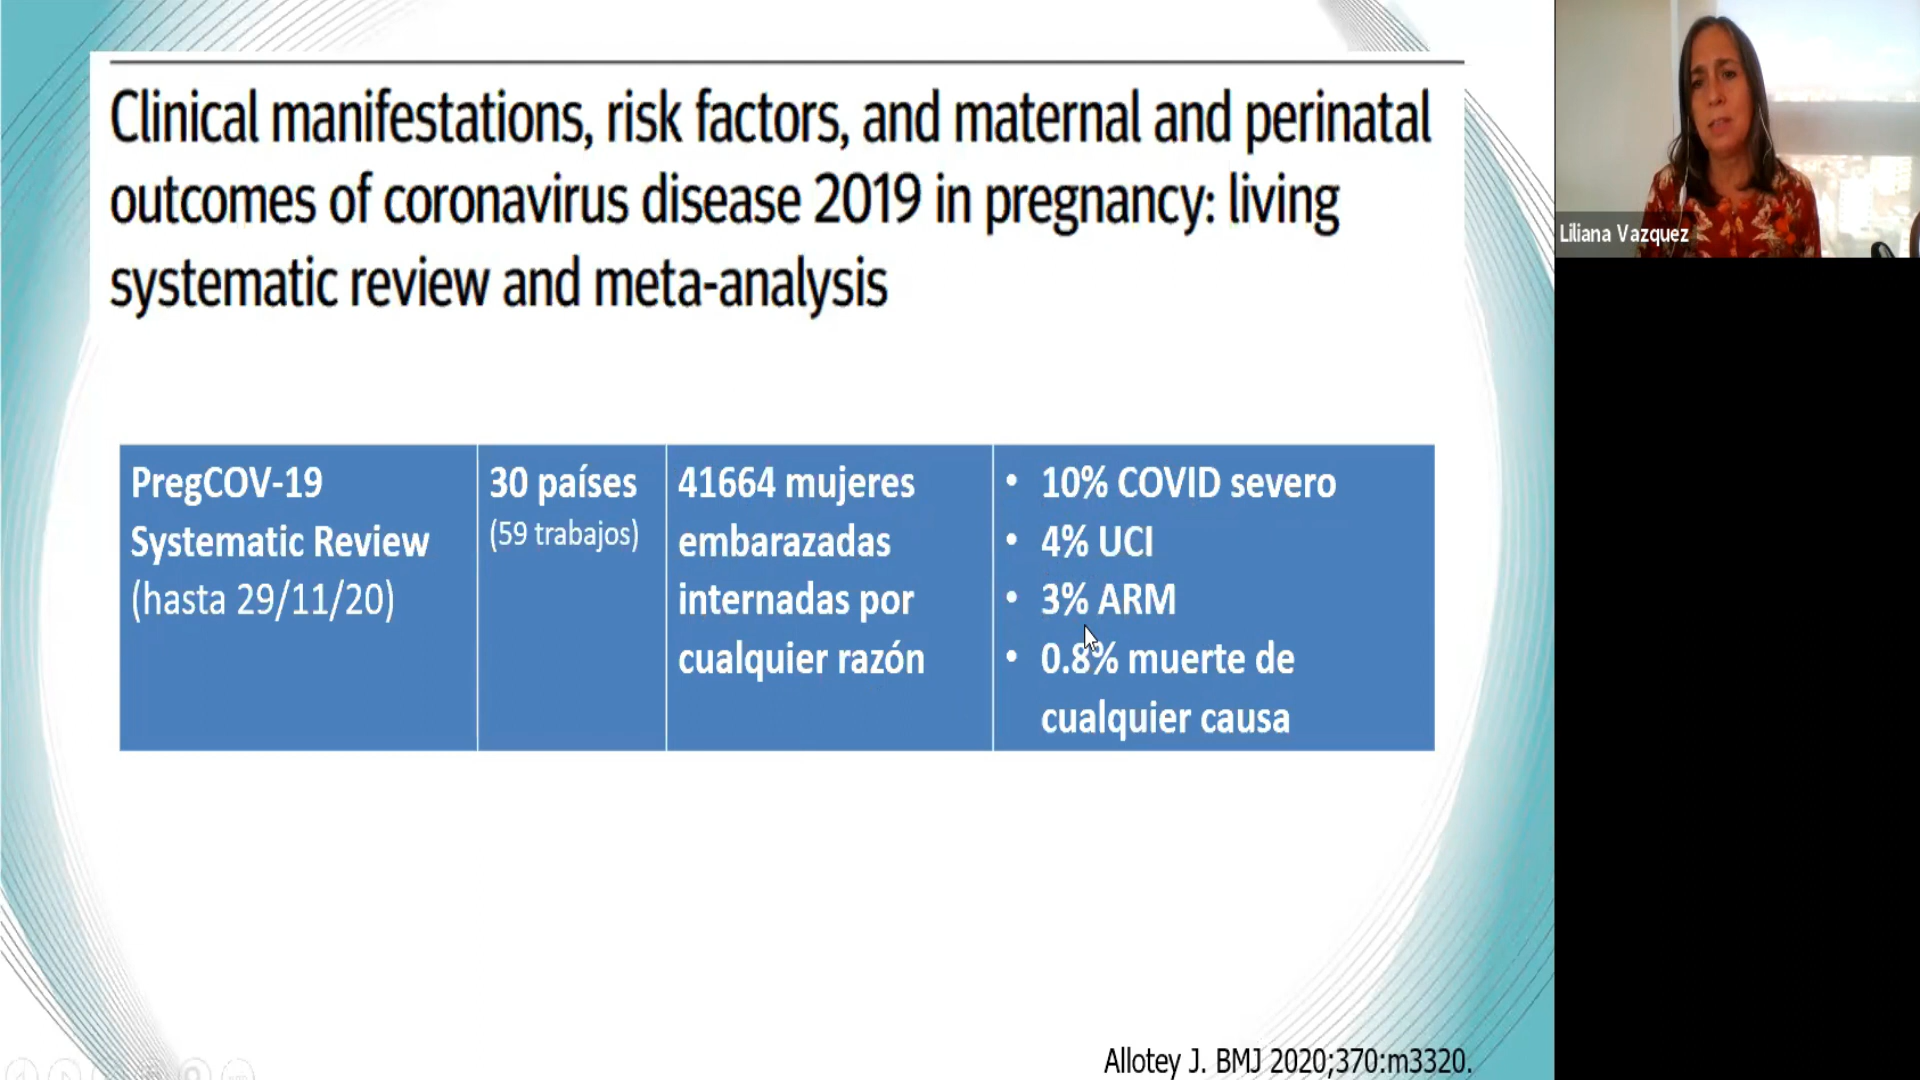 Clinical manifestations, risk factors, and maternal and perinatal
outcomes of coronavirus disease 2019 in pregnancy: living
systematic review and meta-analysis
PregCOV-19
Systematic Review
(hasta 29/11/20)
30 países
(59 trabajos)
41664 mujeres
embarazadas
internadas por
cualquier razón
• 10% COVID severo
• 4% UCI
• 3% ARM
• 0.8% muerte de
cualquier causa
Allotey J. BMJ 2020;370:m3320.
Liliana Vazquez